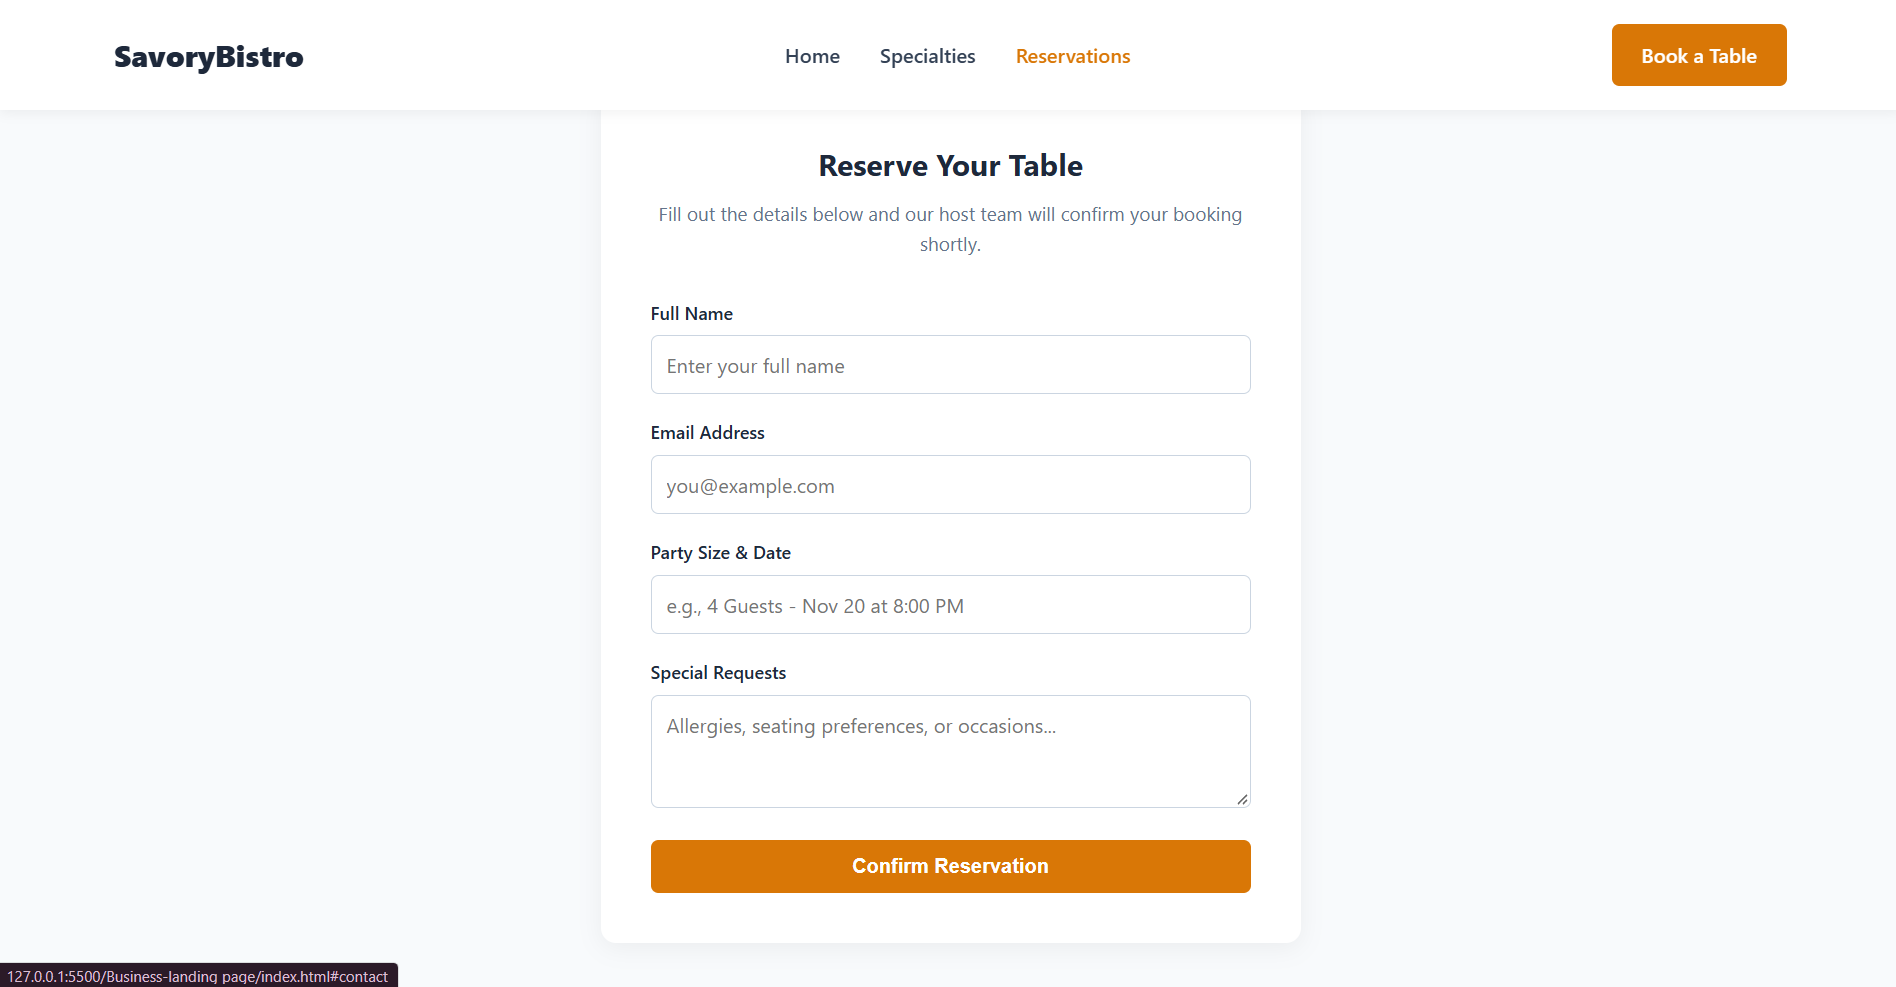 SavoryBistro
Home
Specialties
Reservations
Book a Table
Reserve Your Table
Fill out the details below and our host team will confirm your booking
shortly.
Full Name
Enter your full name
Email Address
you@example.com
Party Size & Date
e.g., 4 Guests - Nov 20 at 8:00 PM
Special Requests
Allergies, seating preferences, or occasions...
Confirm Reservation
127.0.0.1:5500/Business-landing page/index.html#contact